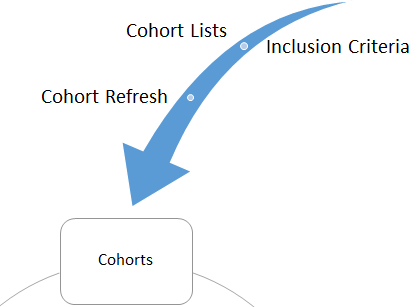 Cohort Lists
Inclusion Criteria
Cohort Refresh
Cohorts